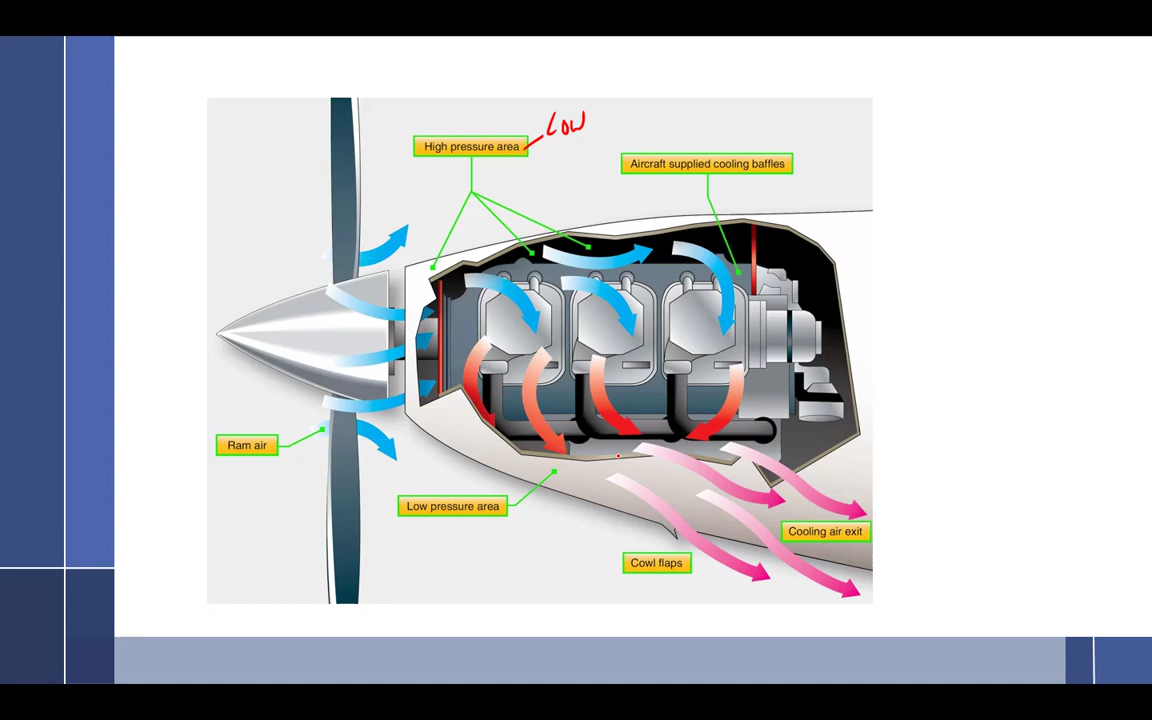 LOW
High pressure area
Aircraft supplied cooling baffles
Ram air
Low pressure area
Cooling air exit
Cowl flaps